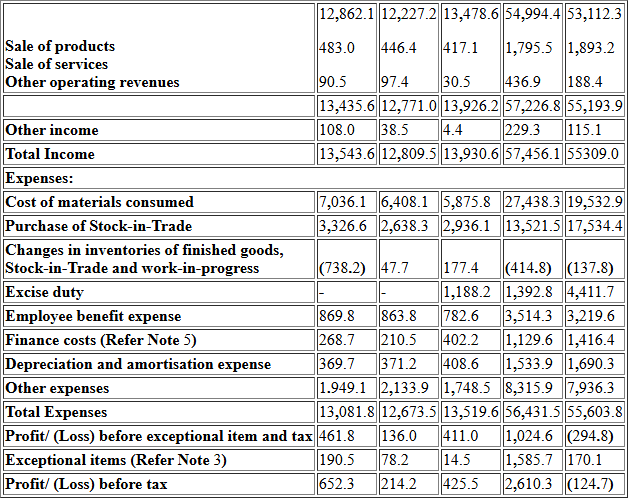 12,862.1 12,227.2 13,478.6 54,994.4 53,112.3
Sale of products 483.0 446.4 417.1 1,795.5 1,893.2
Sale of services
Other operating revenues 90.5 97.4 30.5 436.9 188.4
13,435.6 12,771.0 13,926.2 57,226.8 55,193.9
Other income 108.0 38.5 4.4 229.3 115.1
Total Income 13,543.6 12,809.5 13,930.6 57,456.1 55309.0
Expenses:
Cost of materials consumed 7,036.1 6,408.1 5,875.8 27,438.3 19,532.9
Purchase of Stock-in-Trade 3,326.6 2,638.3 2,936.1 13,521.5 17,534.4
Changes in inventories of finished goods,
Stock-in-Trade and work-in-progress (738.2) 47.7 177.4 (414.8) (137.8)
Excise duty - - 1,188.2 1,392.8 4,411.7
Employee benefit expense 869.8 863.8 782.6 3,514.3 3,219.6
Finance costs (Refer Note 5) 268.7 210.5 402.2 1,129.6 1,416.4
Depreciation and amortisation expense 369.7 371.2 408.6 1,533.9 1,690.3
Other expenses 1.949.1 2,133.9 1,748.5 8,315.9 7,936.3
Total Expenses 13,081.8 12,673.5 13,519.6 56,431.5 55,603.8
Profit/ (Loss) before exceptional item and tax 461.8 136.0 411.0 1,024.6 (294.8)
Exceptional items (Refer Note 3) 190.5 78.2 14.5 1,585.7 170.1
Profit/ (Loss) before tax 652.3 214.2 425.5 2,610.3 (124.7)